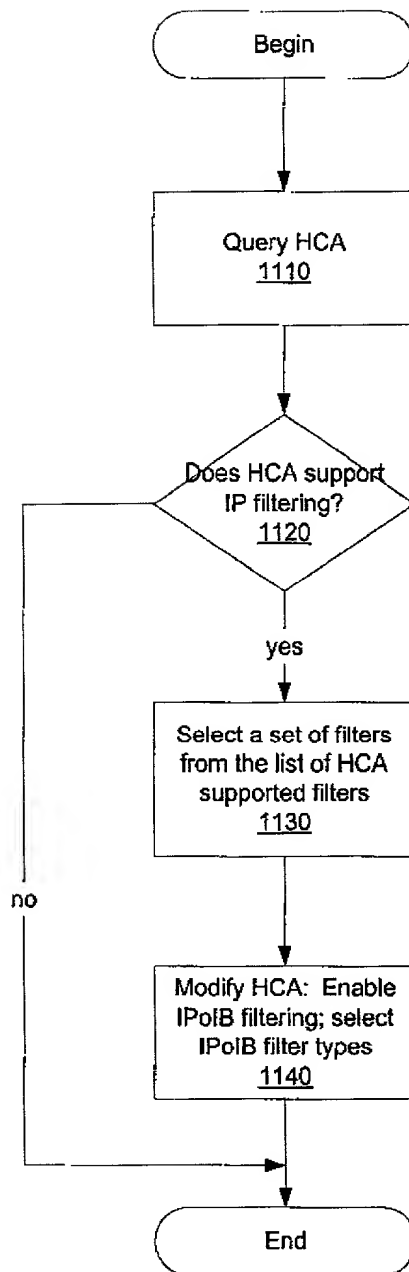 Begin
Query HCA
1110
Does HCA support
IP filtering?
1120
yes
Select a set of filters
from the list of HCA
supported filters
1130
no
Modify HCA: Enable
IPoIB filtering; select
IPoIB filter types
1140
End